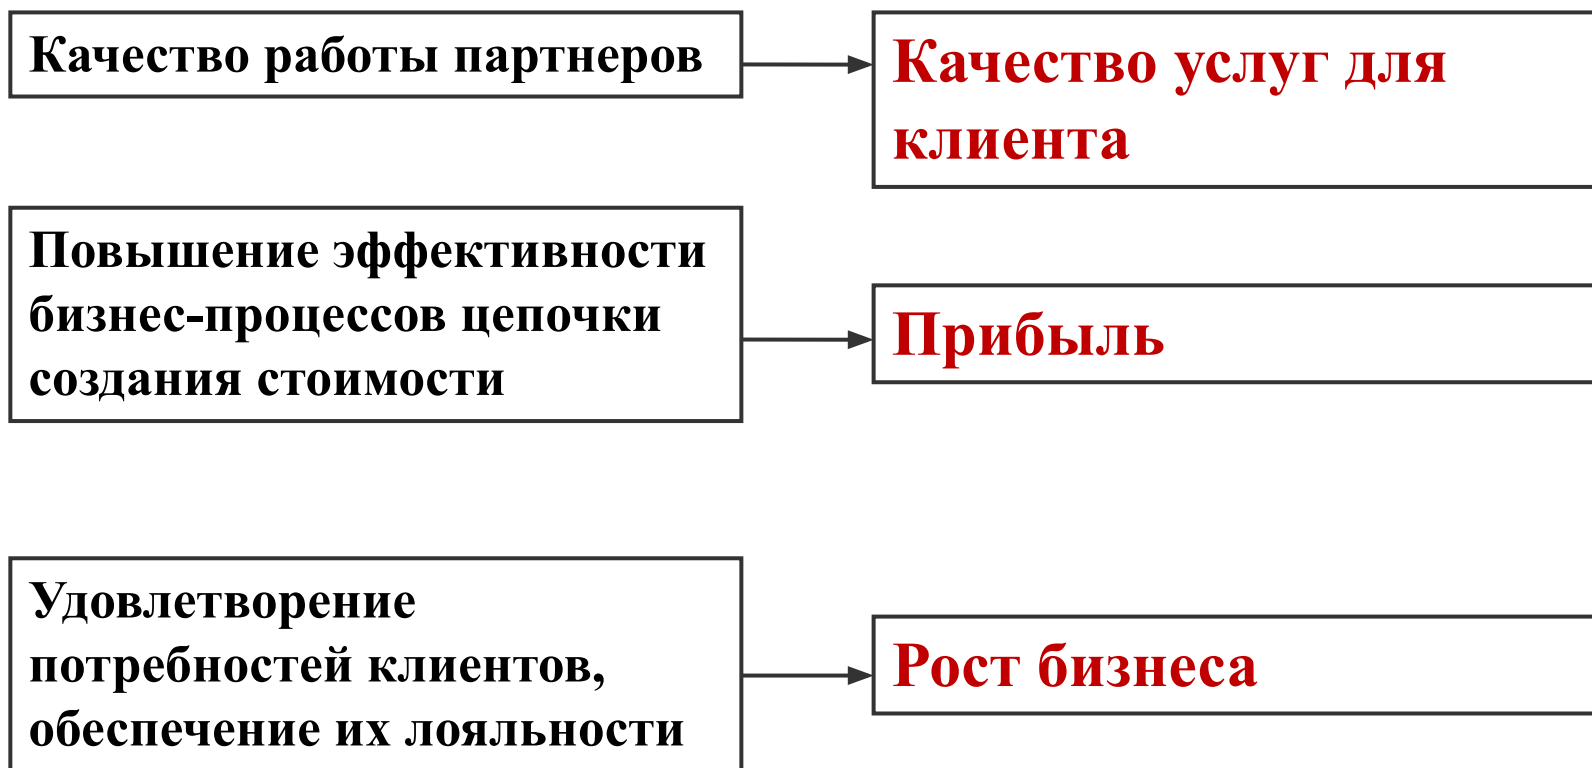 Качество работы партнеров
Качество услуг для
клиента
Повышение эффективности
бизнес-процессов цепочки
создания стоимости
Прибыль
Удовлетворение
потребностей клиентов,
обеспечение их лояльности
Рост бизнеса